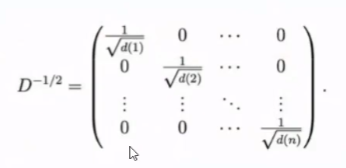 D^{-1/2} = \begin{pmatrix} \frac{1}{\sqrt{d(1)}} & 0 & \cdots & 0 \\ 0 & \frac{1}{\sqrt{d(2)}} & \cdots & 0 \\ \vdots & \vdots & \ddots & \vdots \\ 0 & 0 & \cdots & \frac{1}{\sqrt{d(n)}} \end{pmatrix}.